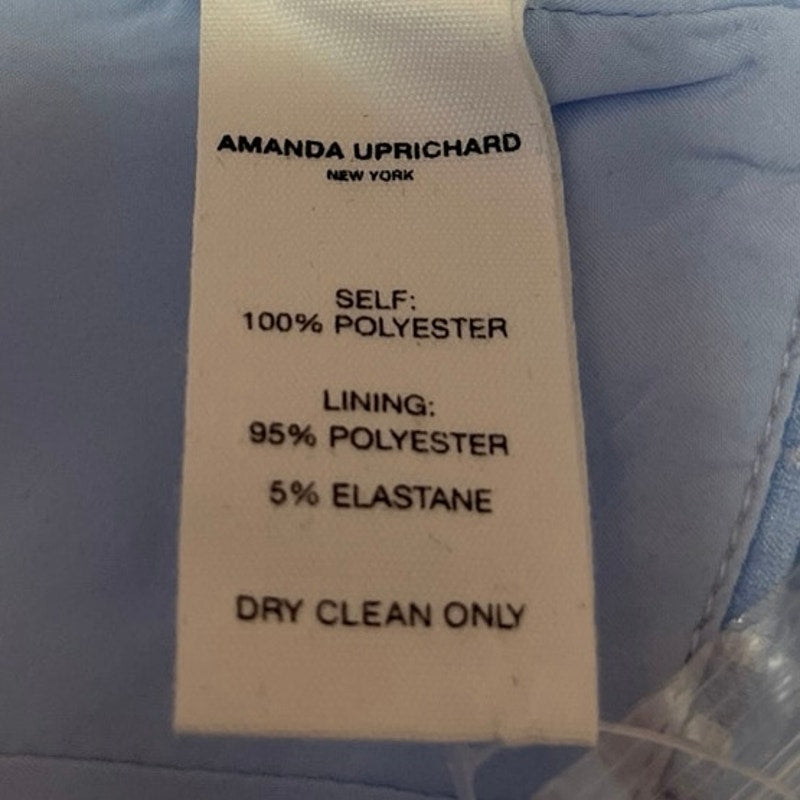 AMANDA UPRICHARD
NEW YORK
SELF:
100% POLYESTER
LINING:
95% POLYESTER
5% ELASTANE
DRY CLEAN ONLY